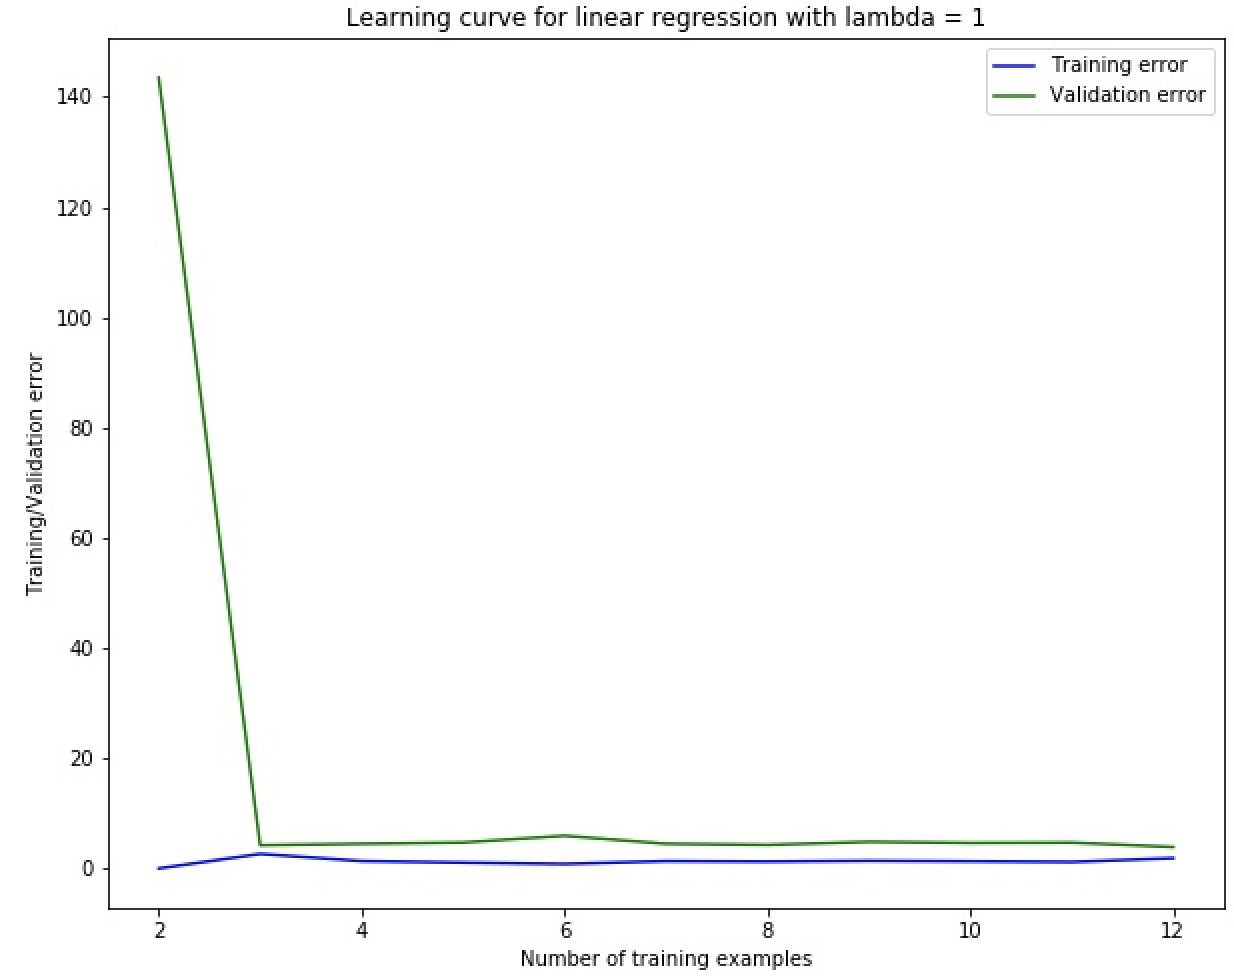 Learning curve for linear regression with lambda = 1
Training error
Validation error
140
120
100
80
60
40
20
0
Training/Validation error
2 4 6 8 10 12
Number of training examples